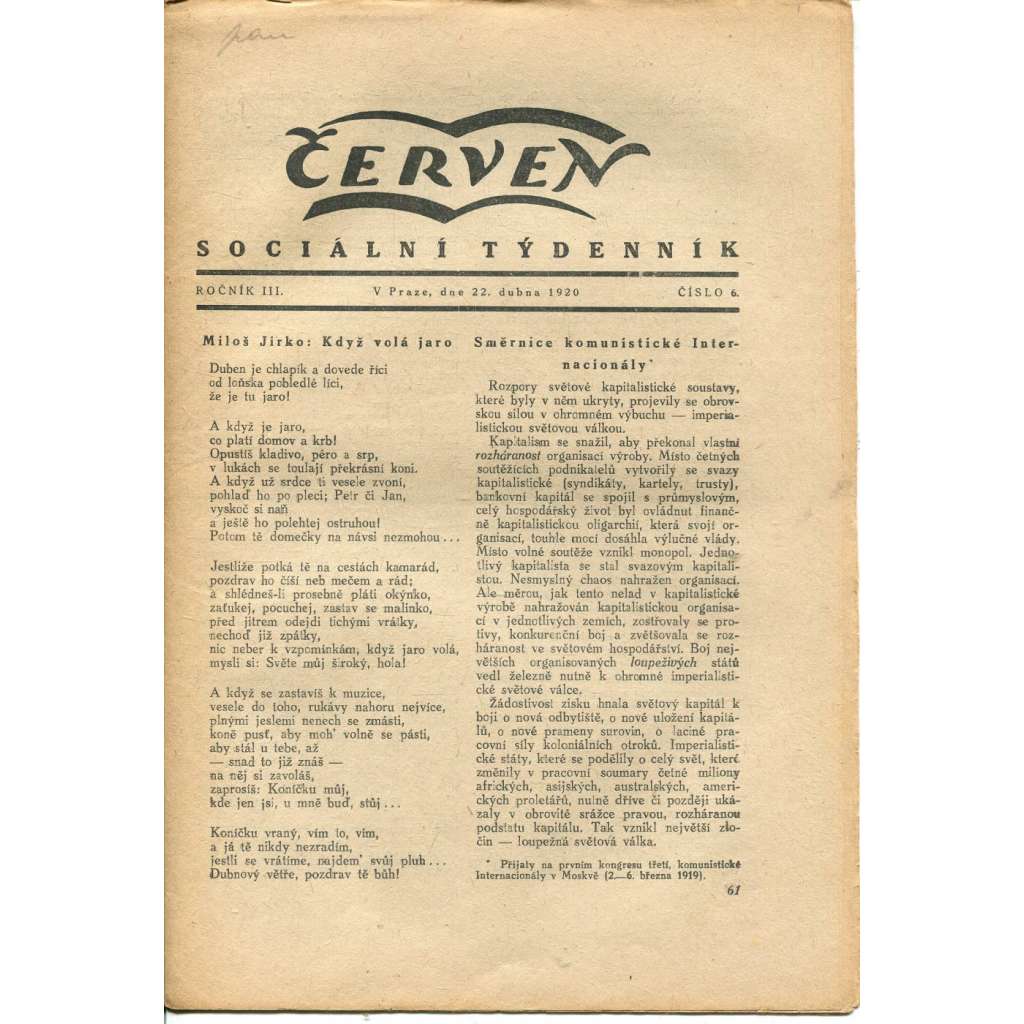 ČERVEN
SOCIÁLNÍ TÝDENNÍK
ROČNÍK III. V Praze, dne 22. dubna 1920 ČÍSLO 6.
Miloš Jirko: Když volá jaro
Duben je chlapík a dovede říci
od loňska pobledlé líci,
že je tu jaro!
A když je jaro,
co platí domov a krb!
Opustíš kladivo, péro a srp,
v lukách se toulají překrásní koni.
A když už srdce ti vesele zvoní,
pohlaď ho po pleci; Petr či Jan,
vyskoč si naň
a ještě ho polehtej ostruhou!
Potom tě domečky na návsi nezmohou...
Jestliže potká tě na cestách kamarád,
pozdrav ho číší neb mečem a rád;
a shlédneš-li prosebně pláti okýnko,
zaťukej, pocuchej, zastav se malinko,
před jitrem odejdi tichými vrátky,
nechoď již zpátky,
nic neber k vzpomínkám, když jaro volá,
mysli si: Světe můj široký, hola!
A když se zastavíš k muzice,
vesele do toho, rukávy nahoru nejvíce,
plnými jeslemi nenech se zmásti,
koně pusť, aby moh' volně se pásti,
aby stál u tebe, až
— snad to již znáš —
na něj si zavoláš,
zaprosíš: Koníčku můj,
kde jen jsi, u mně buď, stůj...
Koníčku vraný, vím to, vím,
a já tě nikdy nezradím,
jestli se vrátíme, najdem' svůj pluh...
Dubnový větře, pozdrav tě bůh!
Směrnice komunistické Inter-
nacionály*
Rozpory světové kapitalistické soustavy,
které byly v něm ukryty, projevily se obrov-
skou silou v ohromném výbuchu — imperia-
listickou světovou válkou.
Kapitalism se snažil, aby překonal vlastní
rozháranost organisací výroby. Místo četných
soutěžících podnikatelů vytvořily se svazy
kapitalistické (syndikáty, kartely, trusty),
bankovní kapitál se spojil s průmyslovým,
celý hospodářský život byl ovládnut finanč-
ně kapitalistickou oligarchií, která svojí or-
ganisací, touhle mocí dosáhla výlučné vlády.
Místo volné soutěže vznikl monopol. Jedno-
tlivý kapitalista se stal svazovým kapitali-
stou. Nesmyslný chaos nahražen organisací.
Ale měrou, jak tento nelad v kapitalistické
výrobě nahražován kapitalistickou organisa-
cí v jednotlivých zemích, zostřovaly se pro-
tivy, konkurenční boj a zvětšovala se roz-
háranost ve světovém hospodářství. Boj nej-
větších organisovaných loupeživých států
vedl železně nutně k ohromné imperialisti-
cké světové válce.
Žádostivost zisku hnala světový kapitál k
boji o nová odbytiště, o nové uložení kapitá-
lů, o nové prameny surovin, o laciné pra-
covní síly koloniálních otroků. Imperialisti-
cké státy, které se podělily o celý svět, které
změnily v pracovní soumary četné miliony
afrických, asijských, australských, ameri-
ckých proletářů, nutně dříve či později uká-
zaly v obrovité srážce pravou, rozháranou
podstatu kapitálu. Tak vznikl největší zlo-
čin — loupežná světová válka.
* Přijaty na prvním kongresu třetí, komunistické
Internacionály v Moskvě (2.—6. března 1919).
61